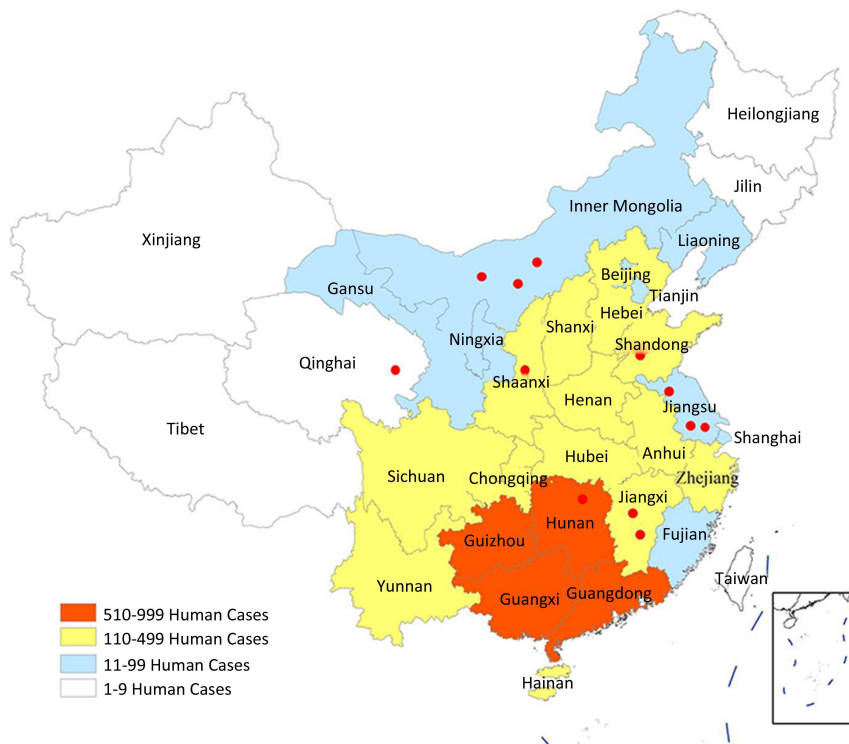 Heilongjiang
Jilin
Inner Mongolia
Xinjiang
Liaoning
Beijing
Gansu
Tianjin
Hebei
Shanxi
Ningxia
Shandong
Qinghai
Shaanxi
Henan
Jiangsu
Tibet
Shanghai
Anhui
Hubei
Sichuan
Chongqing
Zhejiang
Jiangxi
Hunan
Fujian
Guizhou
Taiwan
Yunnan
Guangxi
Guangdong
510-999 Human Cases
110-499 Human Cases
11-99 Human Cases
1-9 Human Cases
Hainan